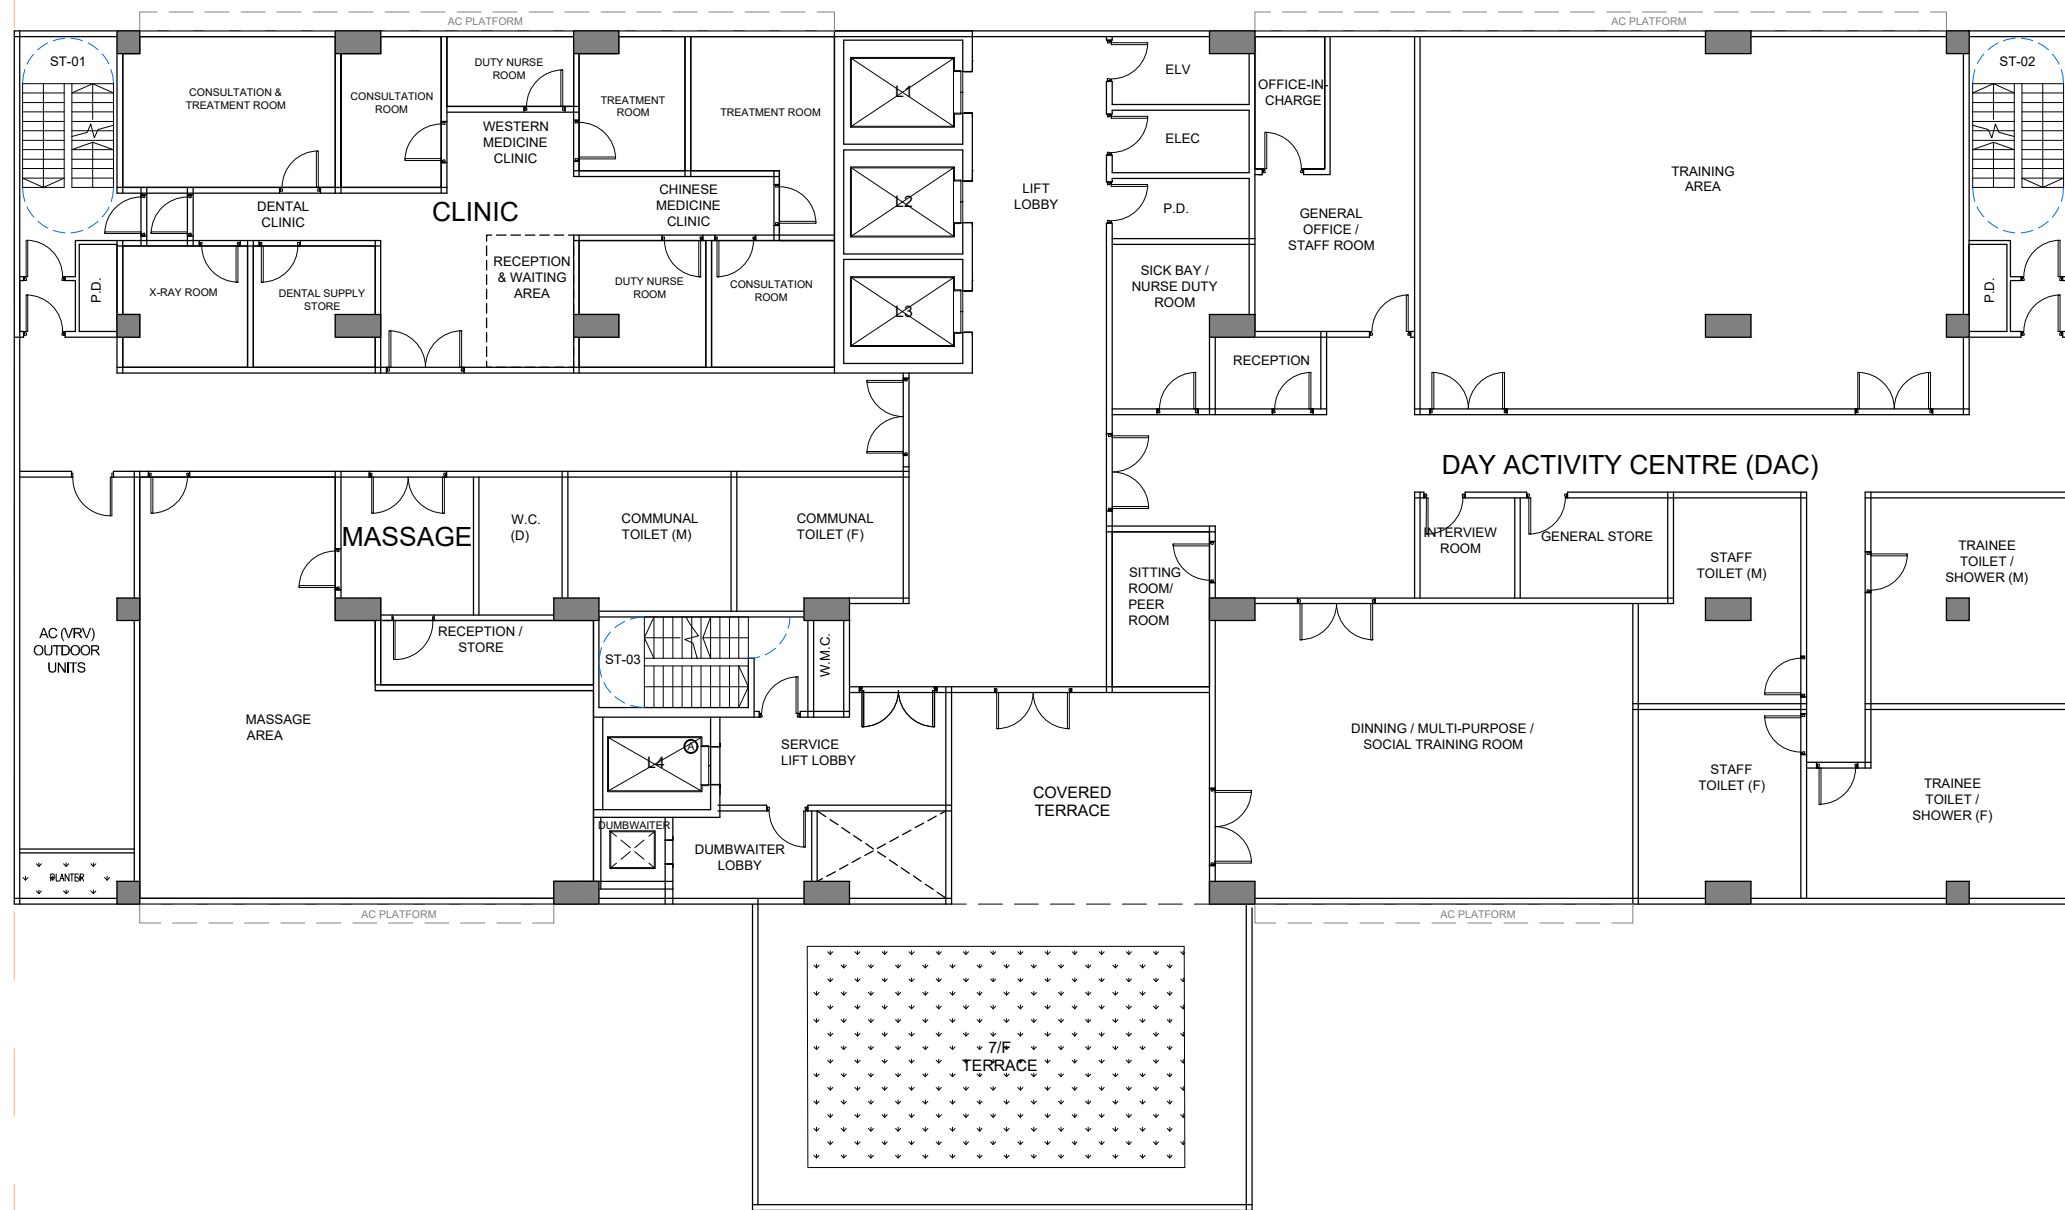 AC PLATFORM
AC PLATFORM
ST-01
CONSULTATION &
TREATMENT ROOM
CONSULTATION
ROOM
DUTY NURSE
ROOM
WESTERN
MEDICINE
CLINIC
TREATMENT
ROOM
TREATMENT ROOM
L1
ELV
OFFICE-IN-
CHARGE
ST-02
ELEC
TRAINING
AREA
DENTAL
CLINIC
CLINIC
CHINESE
MEDICINE
CLINIC
L2
LIFT
LOBBY
P.D.
GENERAL
OFFICE /
STAFF ROOM
P.D.
X-RAY ROOM
DENTAL SUPPLY
STORE
RECEPTION
& WAITING
AREA
DUTY NURSE
ROOM
CONSULTATION
ROOM
L3
SICK BAY /
NURSE DUTY
ROOM
P.D.
RECEPTION
DAY ACTIVITY CENTRE (DAC)
MASSAGE
W.C.
(D)
COMMUNAL
TOILET (M)
COMMUNAL
TOILET (F)
INTERVIEW
ROOM
GENERAL STORE
STAFF
TOILET (M)
TRAINEE
TOILET /
SHOWER (M)
SITTING
ROOM/
PEER
ROOM
AC (VRV)
OUTDOOR
UNITS
RECEPTION /
STORE
ST-03
W.M.C.
MASSAGE
AREA
L4
A
SERVICE
LIFT LOBBY
DINNING / MULTI-PURPOSE /
SOCIAL TRAINING ROOM
STAFF
TOILET (F)
TRAINEE
TOILET /
SHOWER (F)
COVERED
TERRACE
DUMBWAITER
DUMBWAITER
LOBBY
PLANTER
AC PLATFORM
AC PLATFORM
7/F
TERRACE